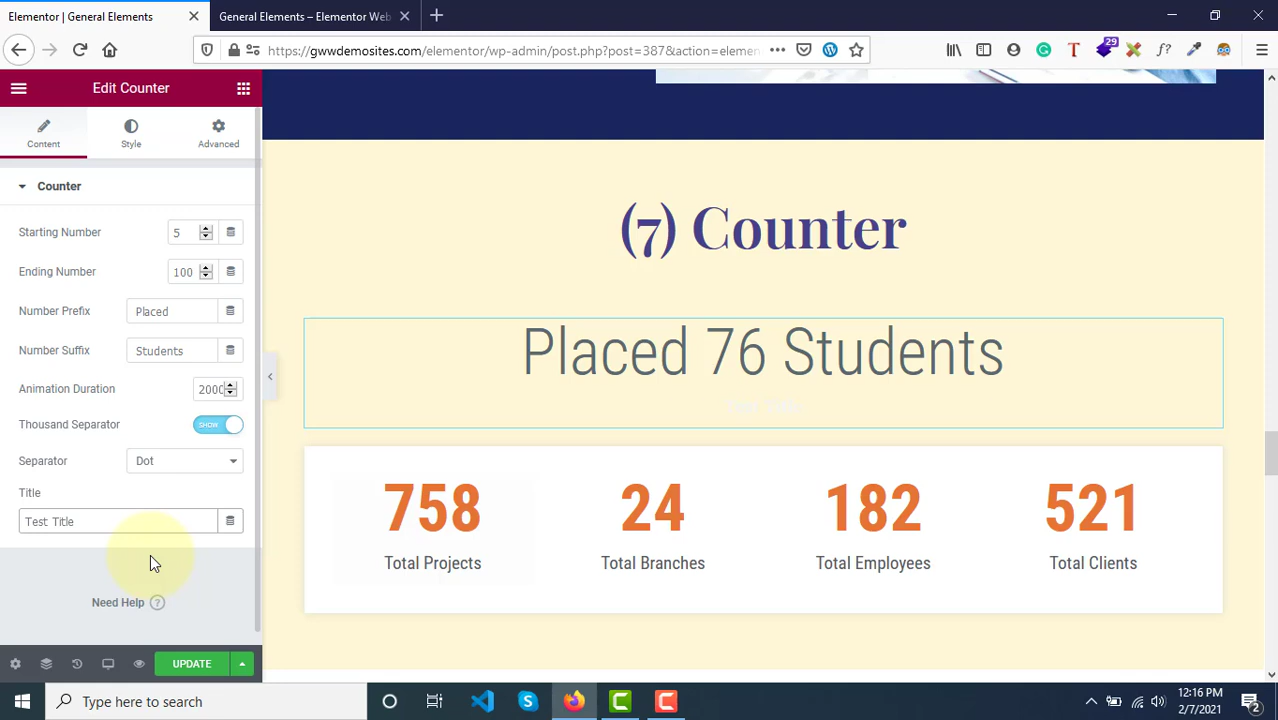 Elementor | General Elements
General Elements – Elementor Web
https://gwwdemosites.com/elementor/wp-admin/post.php?post=387&action=elemen
29
Edit Counter
Content
Style
Advanced
Counter
Starting Number
5
Ending Number
100
Number Prefix
Placed
Number Suffix
Students
Animation Duration
2000
Thousand Separator
SHOW
Separator
Dot
Title
Test Title
Need Help ?
UPDATE
(7) Counter
Placed 76 Students
Test Title
758
Total Projects
24
Total Branches
182
Total Employees
521
Total Clients
Type here to search
12:16 PM
2/7/2021
2